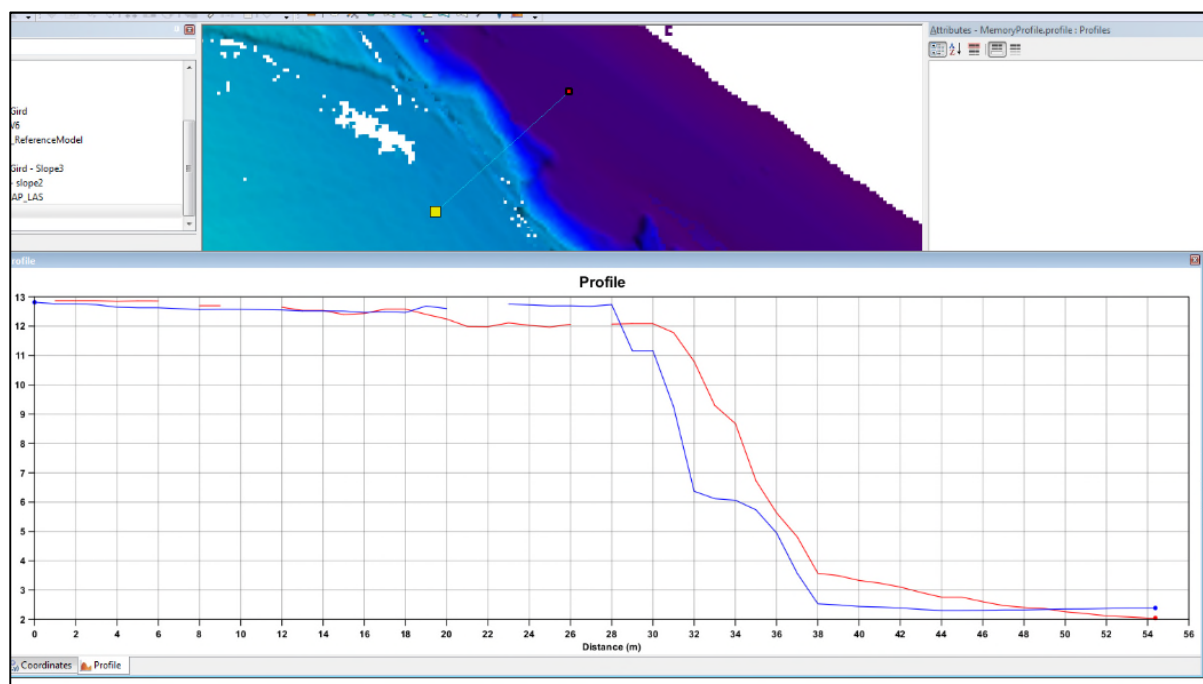 Attributes - MemoryProfile.profile : Profiles
Gird
V6
_ReferenceModel
Gird - Slope3
- slope2
AP_LAS
rofile
Profile
13
12
11
10
9
8
7
6
5
4
3
2
0 2 4 6 8 10 12 14 16 18 20 22 24 26 28 30 32 34 36 38 40 42 44 46 48 50 52 54 56
Distance (m)
Coordinates Profile